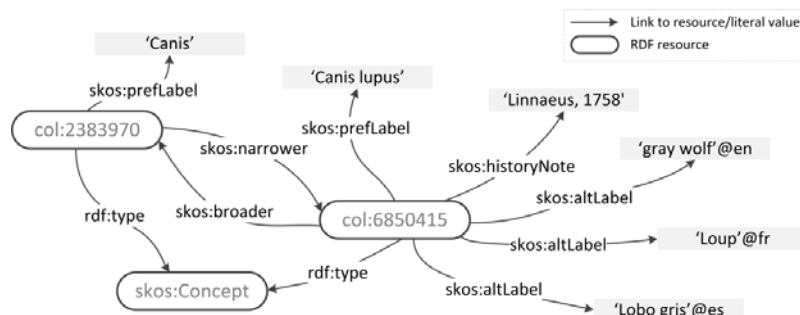 Link to resource/literal value
RDF resource
'Canis'
skos:prefLabel
'Canis lupus'
skos:prefLabel
'Linnaeus, 1758'
col:2383970
skos:narrower
skos:historyNote
'gray wolf'@en
skos:altLabel
rdf:type
skos:broader
col:6850415
skos:altLabel
'Loup'@fr
rdf:type
skos:Concept
skos:altLabel
'Lobo gris'@es